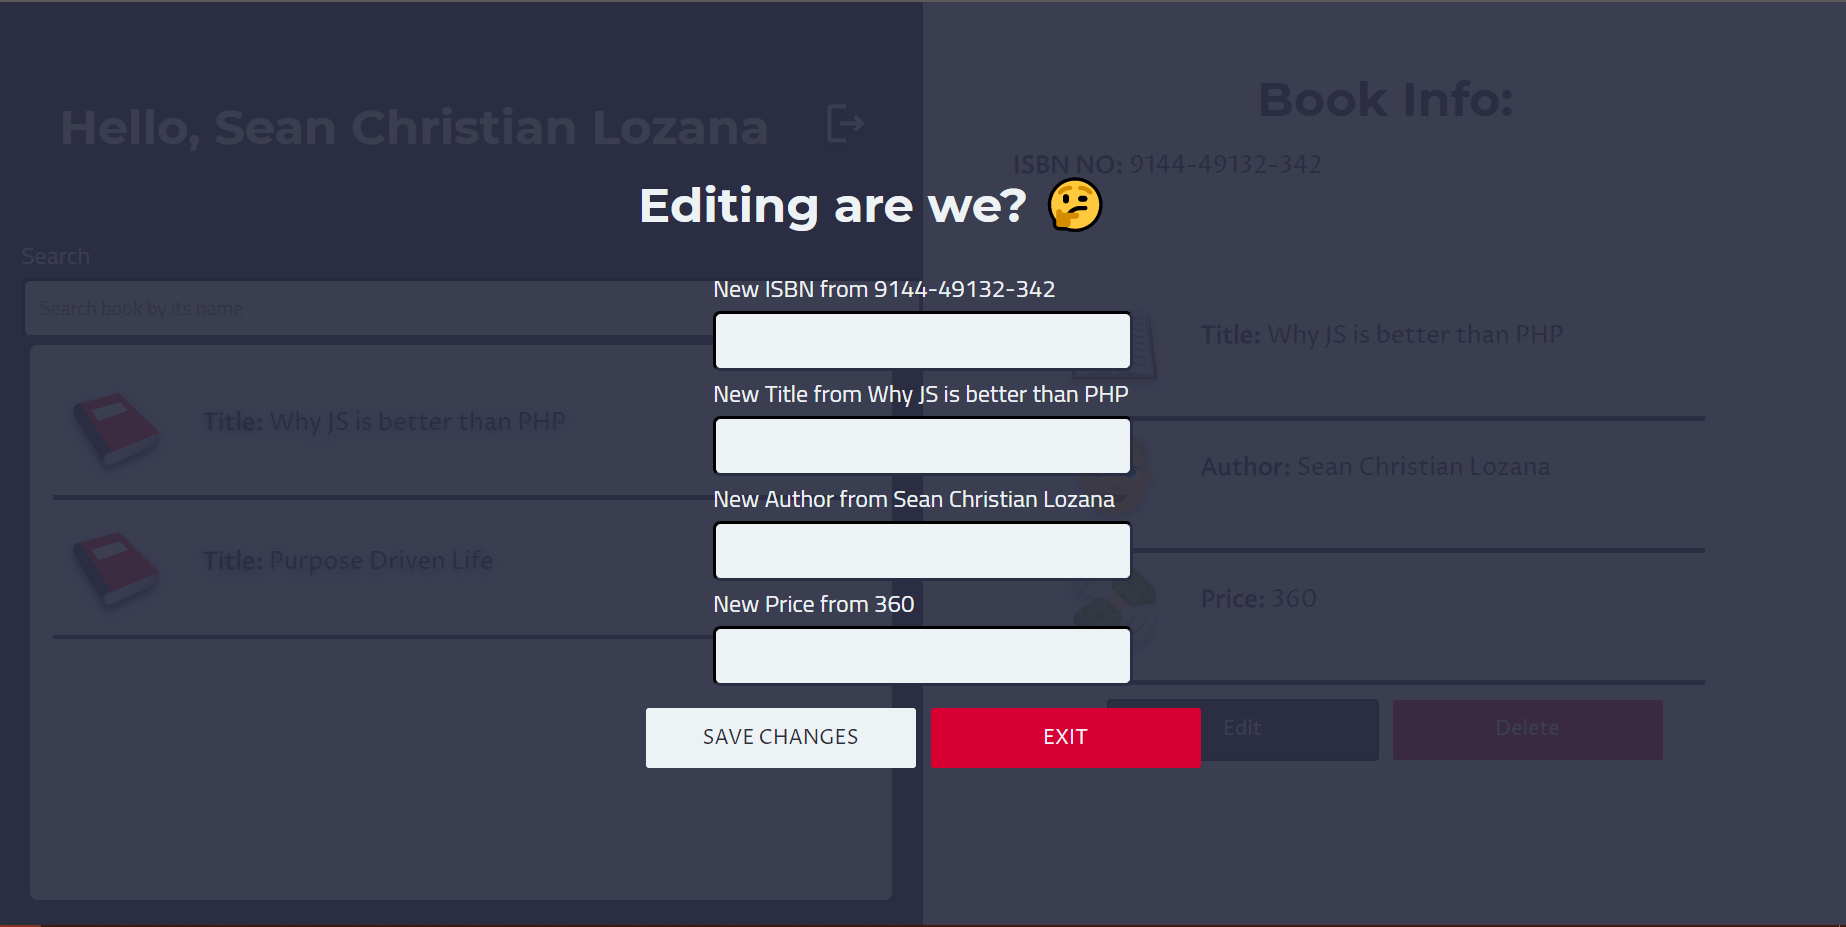 Hello, Sean Christian Lozana
Search
Search book by its name
Title: Why JS is better than PHP
Title: Purpose Driven Life
Book Info:
ISBN NO: 9144-49132-342
Title: Why JS is better than PHP
Author: Sean Christian Lozana
Price: 360
Edit
Delete
Editing are we? 🤔
New ISBN from 9144-49132-342
New Title from Why JS is better than PHP
New Author from Sean Christian Lozana
New Price from 360
SAVE CHANGES
EXIT